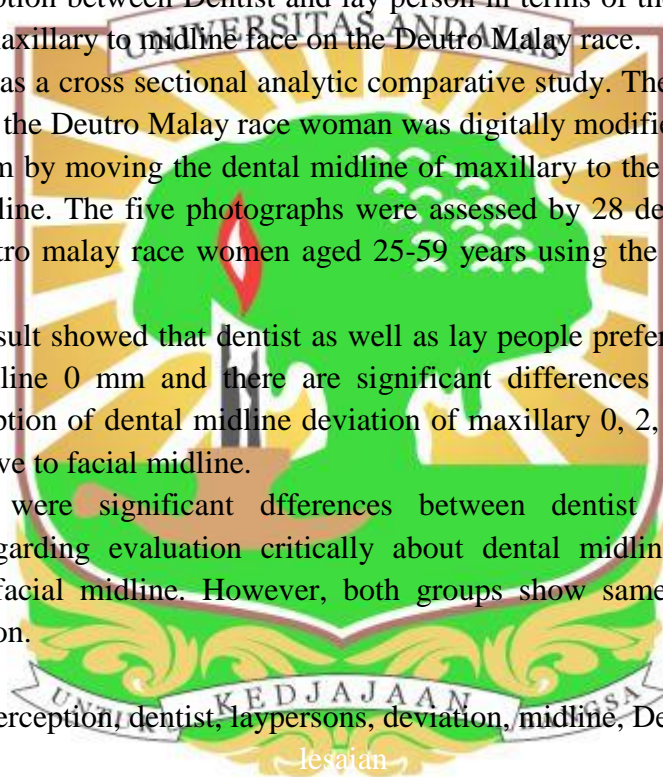 ption between Dentist and lay person in terms of the
UNIVERSITAS ANDALAS
axillary to midline face on the Deutro Malay race.
as a cross sectional analytic comparative study. The
the Deutro Malay race woman was digitally modific
m by moving the dental midline of maxillary to the
line. The five photographs were assessed by 28 de
tro malay race women aged 25-59 years using the
sult showed that dentist as well as lay people prefer
line 0 mm and there are significant differences
ption of dental midline deviation of maxillary 0, 2,
ve to facial midline.
were significant dfferences between dentist
garding evaluation critically about dental midlin
facial midline. However, both groups show same
on.
UNTUK KEDJAJAAN BANGSA
erception, dentist, laypersons, deviation, midline, De
lesaian